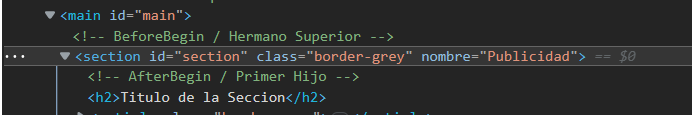 <main id="main">
<!-- BeforeBegin / Hermano Superior -->
<section id="section" class="border-grey" nombre="Publicidad"> == $0
<!-- AfterBegin / Primer Hijo -->
<h2>Titulo de la Seccion</h2>